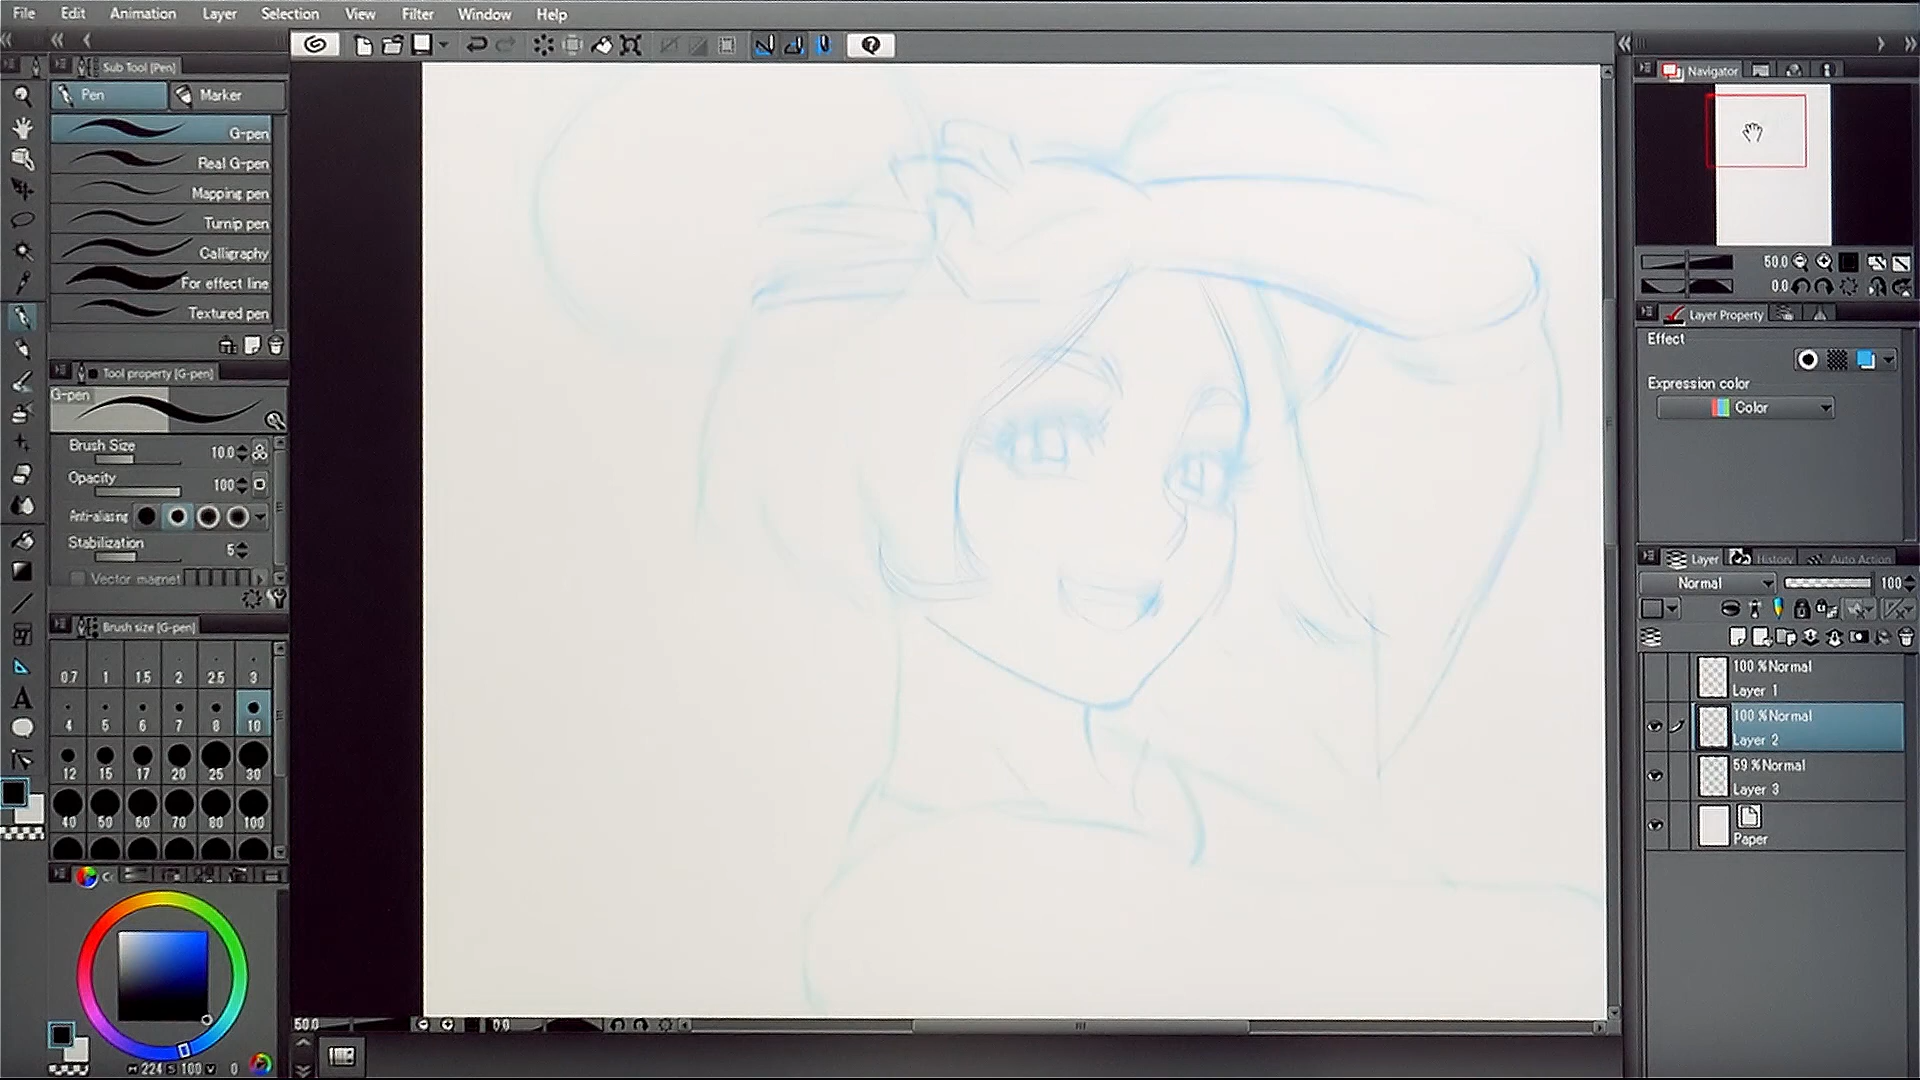 File Edit Animation Layer Selection View Filter Window Help
Sub Tool [Pen]
Pen Marker
G-pen
Real G-pen
Mapping pen
Turnip pen
Calligraphy
For effect line
Textured pen
Tool property [G-pen]
G-pen
Brush Size 10.0
Opacity 100
Anti-aliasing
Stabilization 5
Vector magnet
Brush size [G-pen]
0.7 1 1.5 2 2.5 3
4 5 6 7 8 10
12 15 17 20 25 30
40 50 60 70 80 100
H 224 S 100 V 0
50.0 0.0
Navigator
50.0
0.0
Layer Property
Effect
Expression color
Color
Layer History Auto Action
Normal 100
100 %Normal
Layer 1
100 %Normal
Layer 2
59 %Normal
Layer 3
Paper